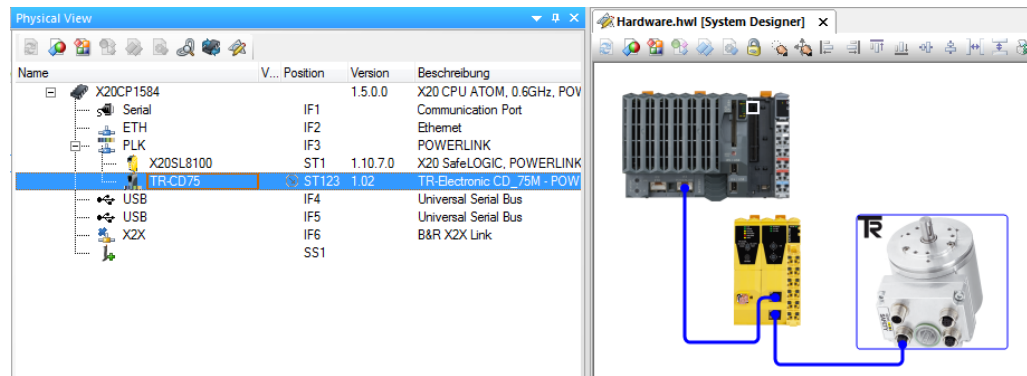 Physical View
Hardware.hwl [System Designer]
Name V... Position Version Beschreibung
X20CP1584 1.5.0.0 X20 CPU ATOM, 0.6GHz, POW
Serial IF1 Communication Port
ETH IF2 Ethernet
PLK IF3 POWERLINK
X20SL8100 ST1 1.10.7.0 X20 SafeLOGIC, POWERLINK
TR-CD75 ST123 1.02 TR-Electronic CD_75M - POW
USB IF4 Universal Serial Bus
USB IF5 Universal Serial Bus
X2X IF6 B&R X2X Link
SS1
TR